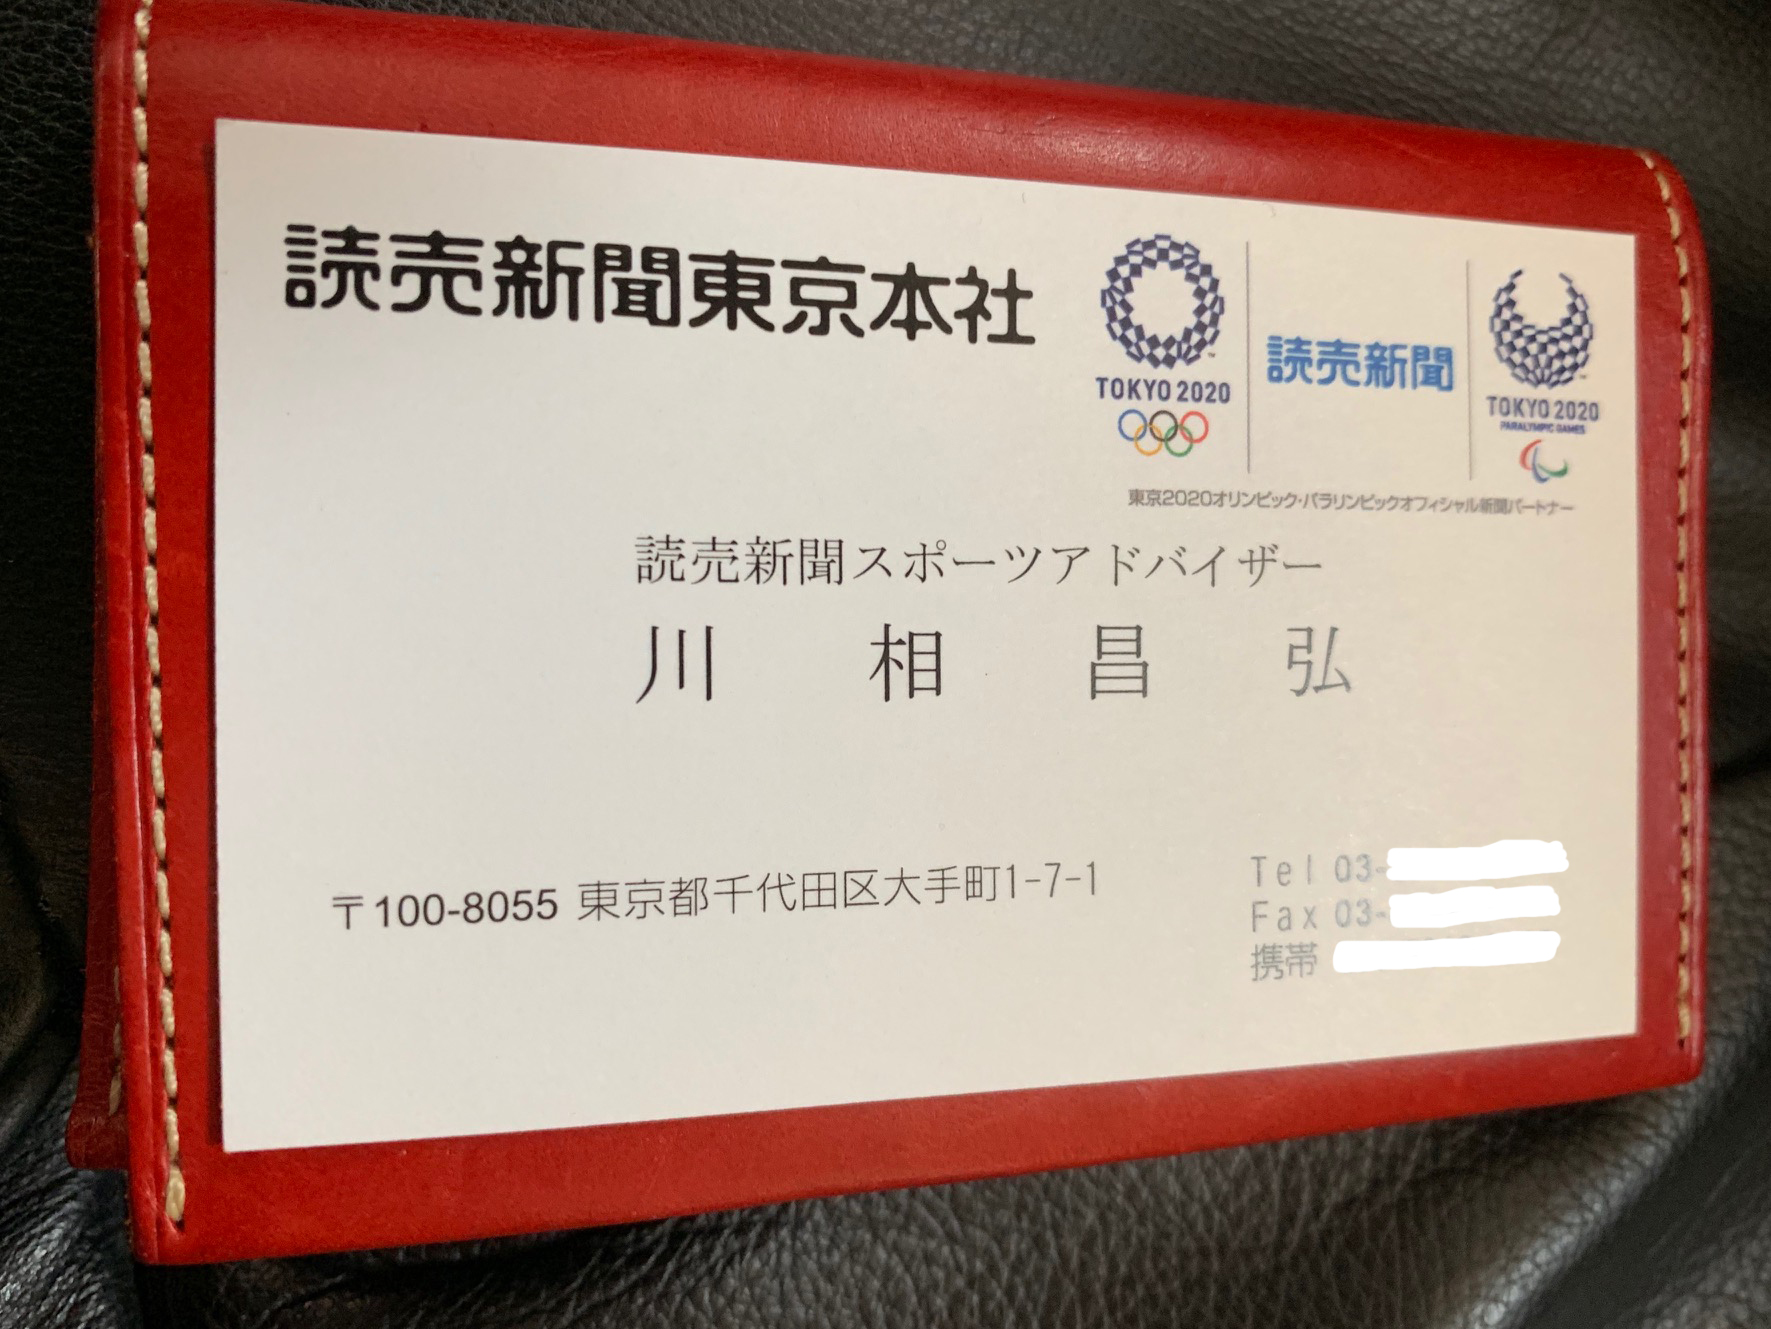 読売新聞東京本社
TOKYO 2020
読売新聞
TOKYO 2020
PARALYMPIC GAMES
東京2020オリンピック・パラリンピックオフィシャル新聞パートナー
読売新聞スポーツアドバイザー
川 相 昌 弘
〒100-8055 東京都千代田区大手町1-7-1
Tel 03-
Fax 03-
携帯